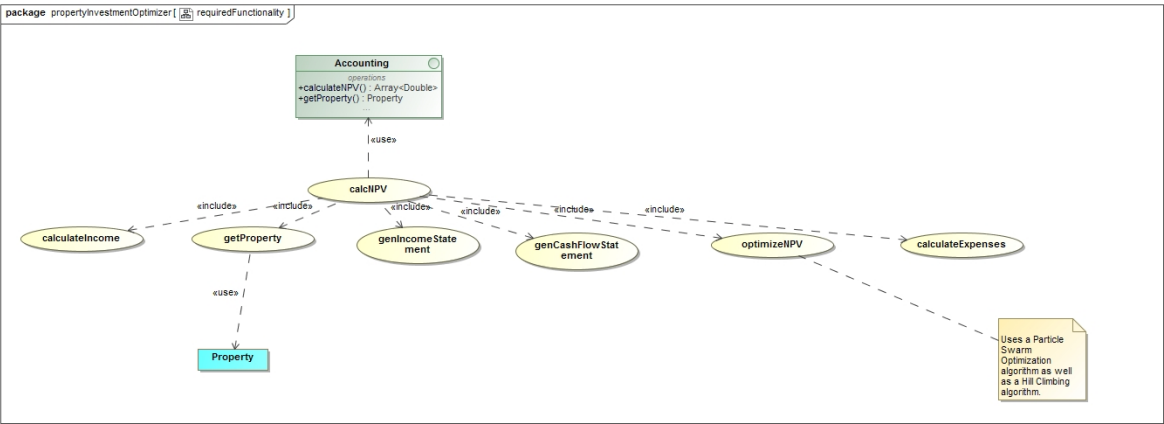 package propertyInvestmentOptimizer [ requiredFunctionality ]
Accounting
operations
+calculateNPV() : Array<Double>
+getProperty() : Property
...
«use»
calcNPV
«include»
«include»
«include»
«include»
«include»
«include»
calculateIncome
getProperty
genIncomeState
ment
genCashFlowStat
ement
optimizeNPV
calculateExpenses
«use»
Property
Uses a Particle
Swarm
Optimization
algorithm as well
as a Hill Climbing
algorithm.